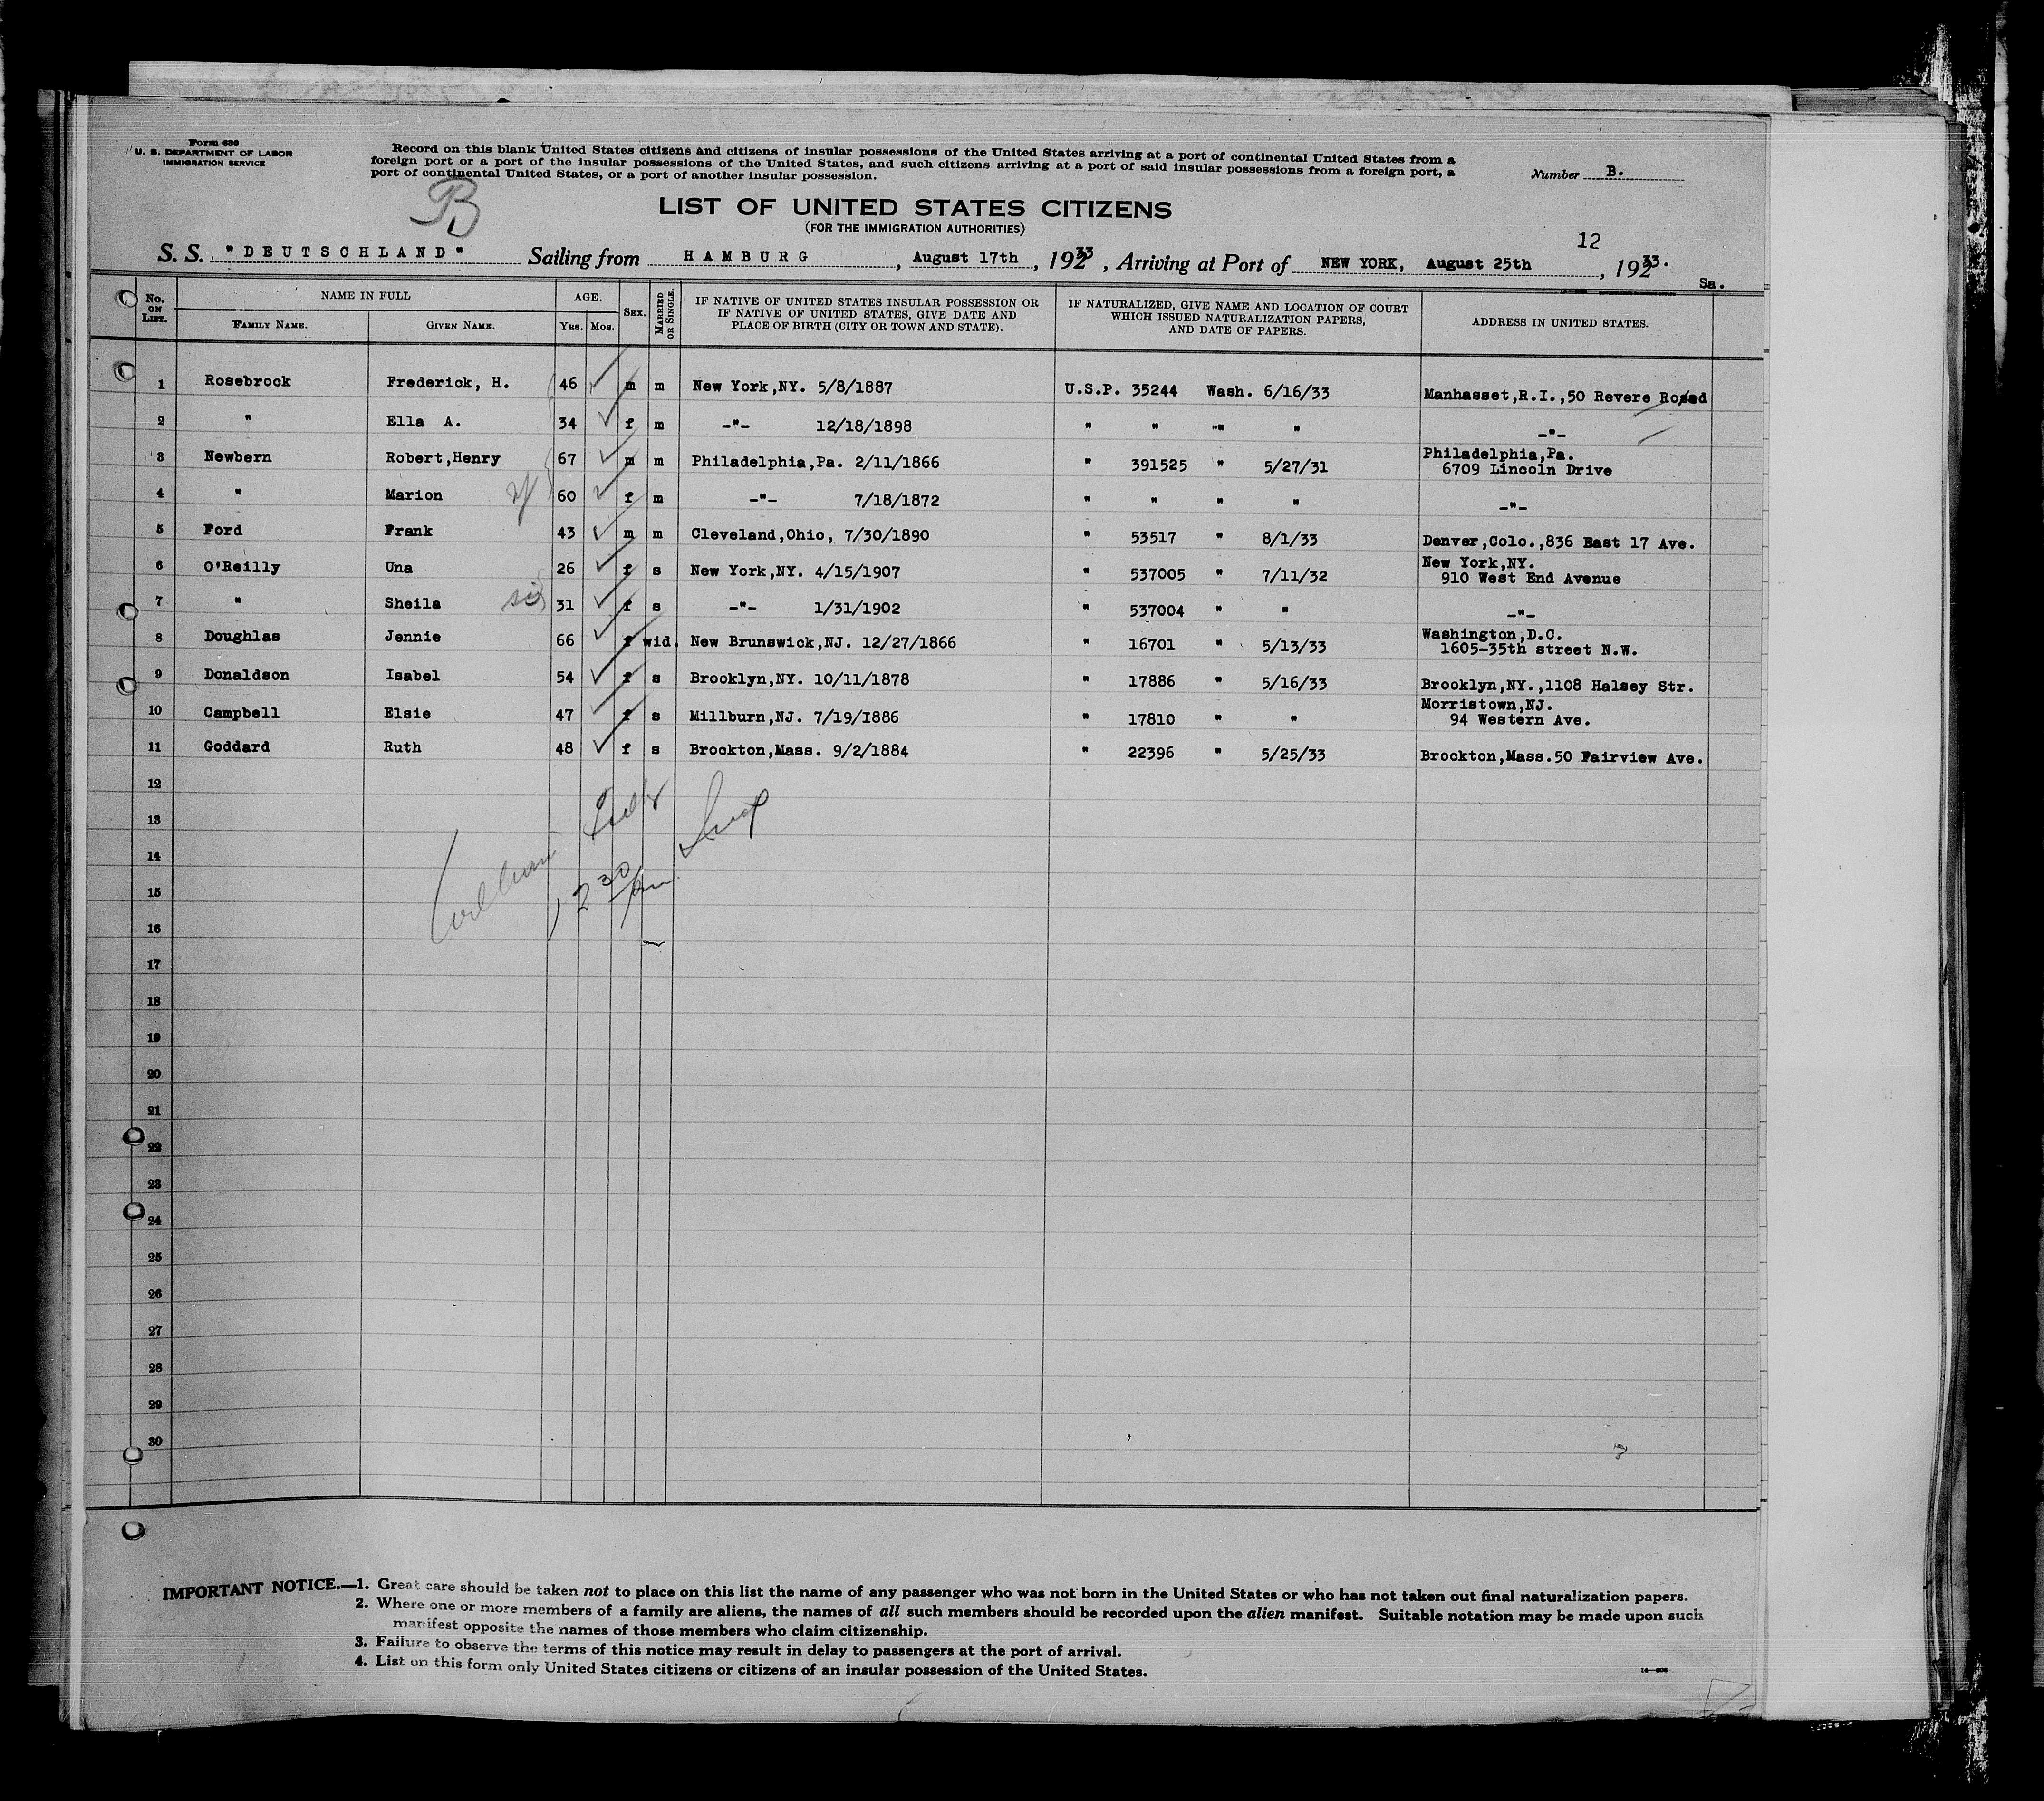 Form 630
U. S. DEPARTMENT OF LABOR
IMMIGRATION SERVICE
Record on this blank United States citizens and citizens of insular possessions of the United States arriving at a port of continental United States from a
foreign port or a port of the insular possessions of the United States, and such citizens arriving at a port of said insular possessions from a foreign port, a
port of continental United States, or a port of another insular possession.
Number B.
B
LIST OF UNITED STATES CITIZENS
(FOR THE IMMIGRATION AUTHORITIES)
12
S. S. "DEUTSCHLAND" Sailing from HAMBURG, August 17th, 1933, Arriving at Port of NEW YORK, August 25th, 1933.
Sa.
No. ON LIST. NAME IN FULL FAMILY NAME. GIVEN NAME. AGE. YRS. MOS. SEX. MARRIED OR SINGLE. IF NATIVE OF UNITED STATES INSULAR POSSESSION OR IF NATIVE OF UNITED STATES, GIVE DATE AND PLACE OF BIRTH (CITY OR TOWN AND STATE). IF NATURALIZED, GIVE NAME AND LOCATION OF COURT WHICH ISSUED NATURALIZATION PAPERS, AND DATE OF PAPERS. ADDRESS IN UNITED STATES.
1 Rosebrock Frederick, H. 46 m m New York,NY. 5/8/1887 U.S.P. 35244 Wash. 6/16/33 Manhasset,R.I.,50 Revere Road
2 " Ella A. 34 f m -"- 12/18/1898 " " " " -"-
3 Newbern Robert,Henry 67 m m Philadelphia,Pa. 2/11/1866 " 391525 " 5/27/31 Philadelphia,Pa. 6709 Lincoln Drive
4 " Marion 60 f m -"- 7/18/1872 " " " " -"-
5 Ford Frank 43 m m Cleveland,Ohio, 7/30/1890 " 53517 " 8/1/33 Denver,Colo.,836 East 17 Ave.
6 O'Reilly Una 26 f s New York,NY. 4/15/1907 " 537005 " 7/11/32 New York,NY. 910 West End Avenue
7 " Sheila sis 31 f s -"- 1/31/1902 " 537004 " " -"-
8 Doughlas Jennie 66 f wid. New Brunswick,NJ. 12/27/1866 " 16701 " 5/13/33 Washington,D.C. 1605-35th street N.W.
9 Donaldson Isabel 54 f s Brooklyn,NY. 10/11/1878 " 17886 " 5/16/33 Brooklyn,NY.,1108 Halsey Str.
10 Campbell Elsie 47 f s Millburn,NJ. 7/19/1886 " 17810 " " Morristown,NJ. 94 Western Ave.
11 Goddard Ruth 48 f s Brockton,Mass. 9/2/1884 " 22396 " 5/25/33 Brockton,Mass.50 Fairview Ave.
12
13
14
15
16
17
18
19
20
21
22
23
24
25
26
27
28
29
30
William
Insp
12 30
IMPORTANT NOTICE.—1. Great care should be taken not to place on this list the name of any passenger who was not born in the United States or who has not taken out final naturalization papers.
2. Where one or more members of a family are aliens, the names of all such members should be recorded upon the alien manifest. Suitable notation may be made upon such
manifest opposite the names of those members who claim citizenship.
3. Failure to observe the terms of this notice may result in delay to passengers at the port of arrival.
4. List on this form only United States citizens or citizens of an insular possession of the United States.